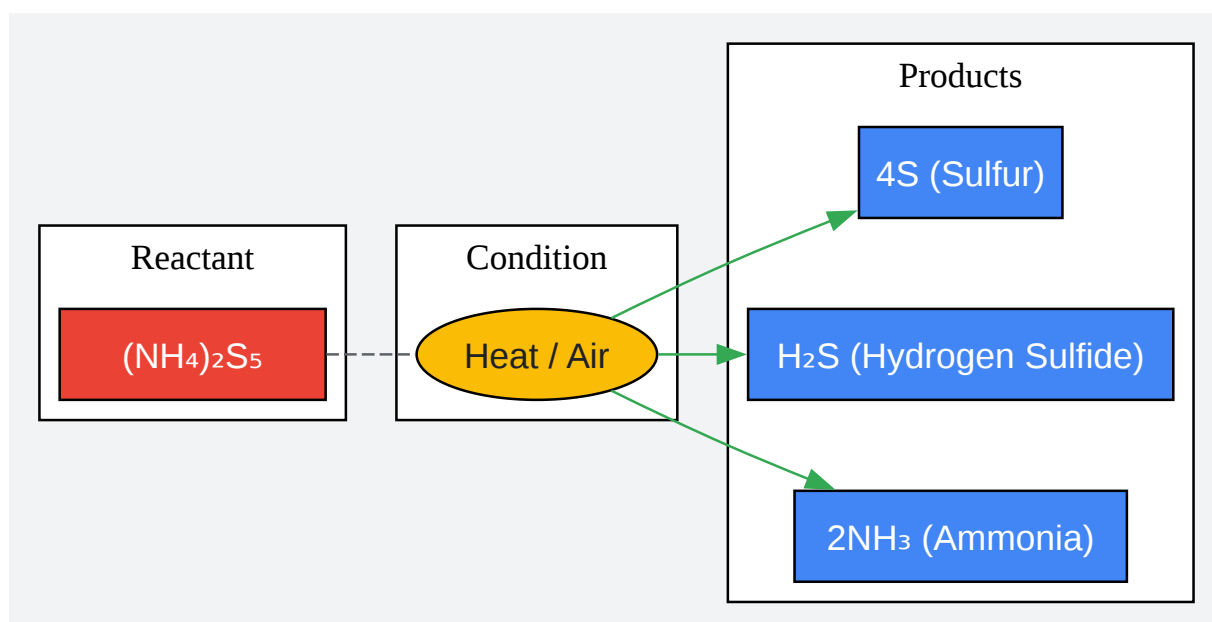 Reactant
(NH₄)₂S₅
Condition
Heat / Air
Products
4S (Sulfur)
H₂S (Hydrogen Sulfide)
2NH₃ (Ammonia)